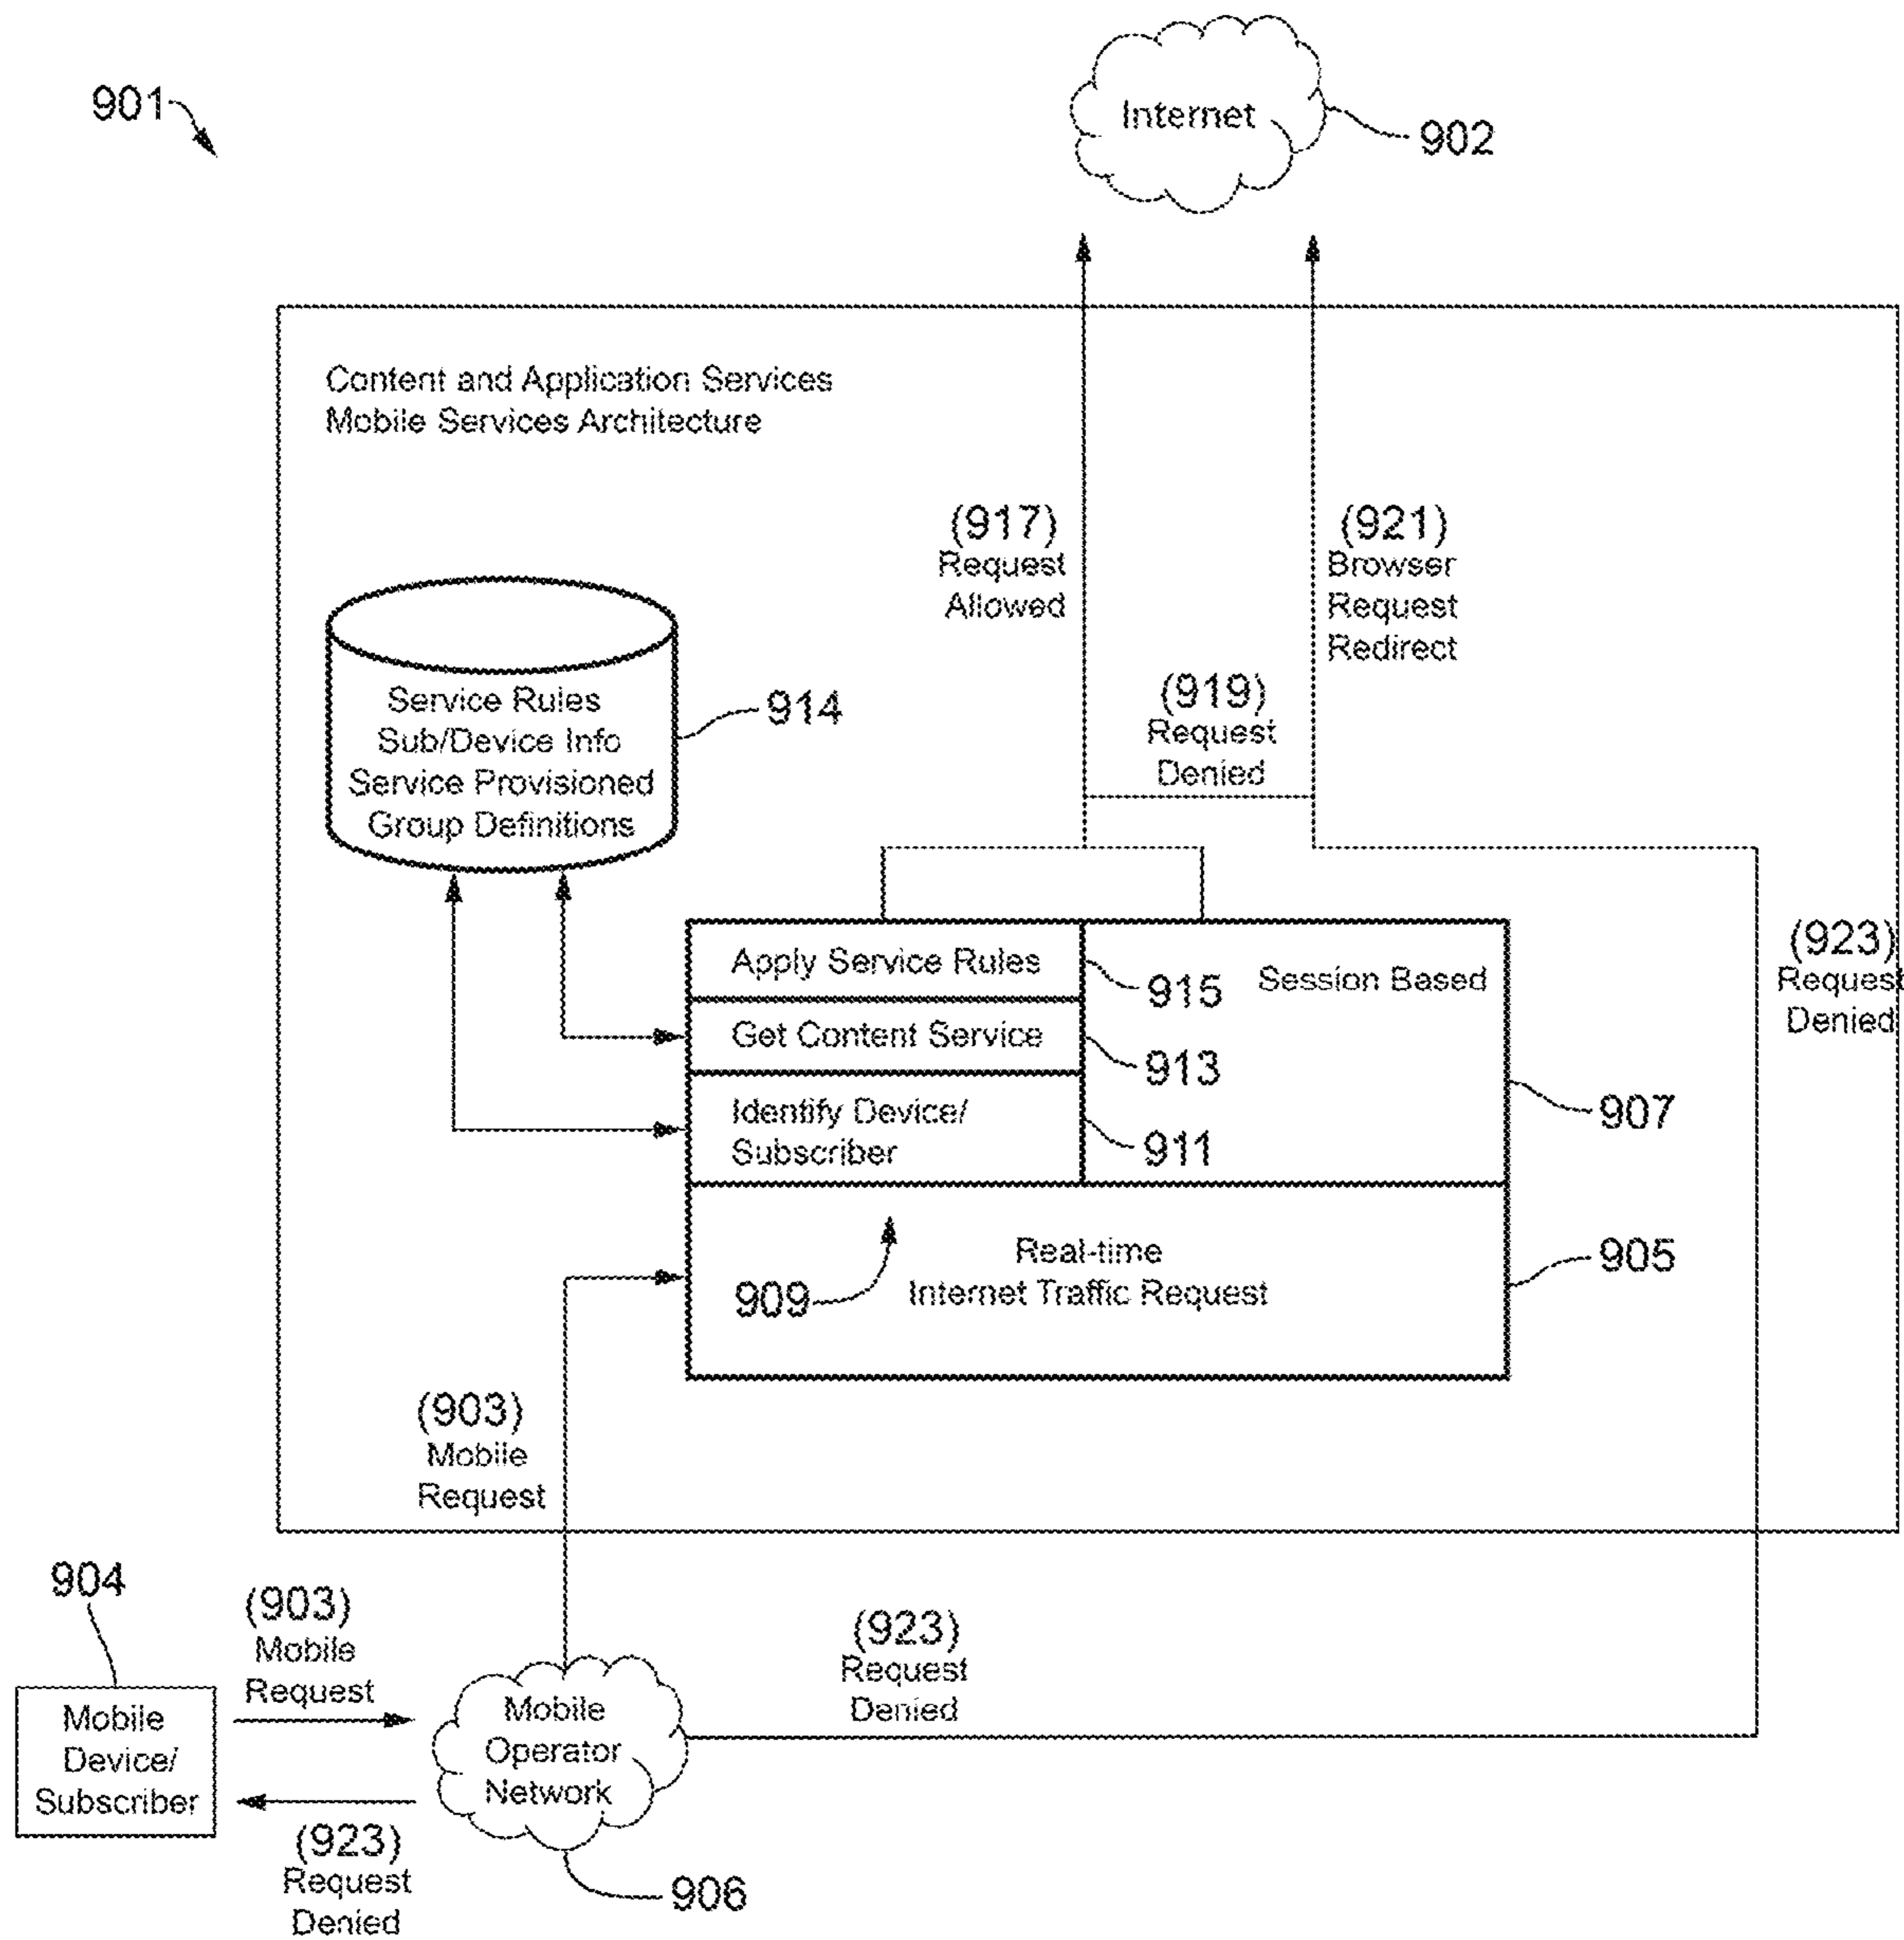 901
Internet
902
Content and Application Services
Mobile Services Architecture
(917)
Request
Allowed
(921)
Browser
Request
Redirect
(919)
Request
Denied
Service Rules
Sub/Device Info
Service Provisioned
Group Definitions
914
(923)
Request
Denied
Apply Service Rules
915
Session Based
Get Content Service
913
Identify Device/
Subscriber
911
907
Real-time
Internet Traffic Request
909
905
(903)
Mobile
Request
904
(903)
Mobile
Request
Mobile
Device/
Subscriber
(923)
Request
Denied
Mobile
Operator
Network
906
(923)
Request
Denied